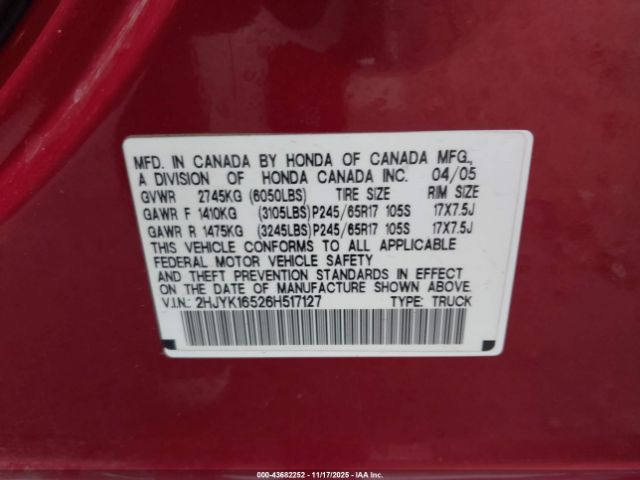 MFD. IN CANADA BY HONDA OF CANADA MFG.,
A DIVISION OF HONDA CANADA INC. 04/05
GVWR 2745KG (6050LBS) TIRE SIZE RIM SIZE
GAWR F 1410KG (3105LBS)P245/65R17 105S 17X7.5J
GAWR R 1475KG (3245LBS)P245/65R17 105S 17X7.5J
THIS VEHICLE CONFORMS TO ALL APPLICABLE
FEDERAL MOTOR VEHICLE SAFETY
AND THEFT PREVENTION STANDARDS IN EFFECT
ON THE DATE OF MANUFACTURE SHOWN ABOVE.
V.I.N.: 2HJYK16526H517127 TYPE: TRUCK
000-43682252 - 11/17/2025 - IAA Inc.